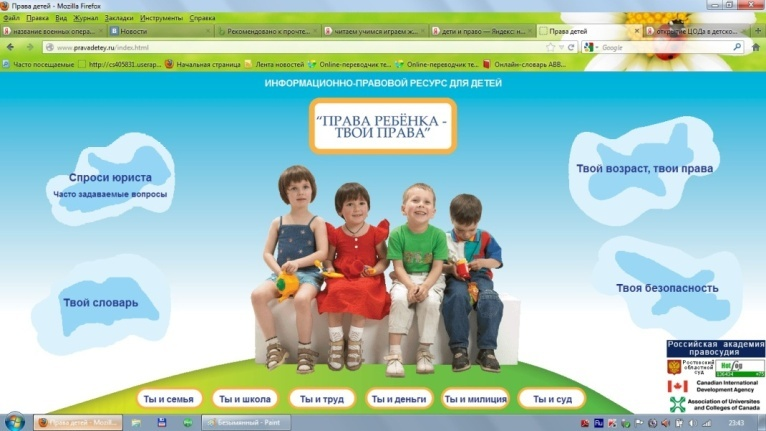 Права детей - Mozilla Firefox
Файл Правка Вид Журнал Закладки Инструменты Справка
название военных опера... Новости Рекомендовано к прочте... читаем учимся играем ж... дети и право — Яндекс: н... Права детей открытие ЦОДа в детско...
www.pravadetey.ru/index.html Google
Часто посещаемые http://cs405831.userap... Начальная страница Лента новостей Online-переводчик те... Online-переводчик те... Онлайн-словарь ABB...
ИНФОРМАЦИОННО-ПРАВОВОЙ РЕСУРС ДЛЯ ДЕТЕЙ
“ПРАВА РЕБЁНКА -
ТВОИ ПРАВА”
Спроси юриста
Часто задаваемые вопросы
Твой возраст, твои права
Твой словарь
Твоя безопасность
Российская академия
правосудия
Ростовский
областной
суд
Canadian International
Development Agency
Association of Universites
and Colleges of Canada
Ты и семья Ты и школа Ты и труд Ты и деньги Ты и милиция Ты и суд
Права детей - Mozil... Безымянный - Paint 23:43